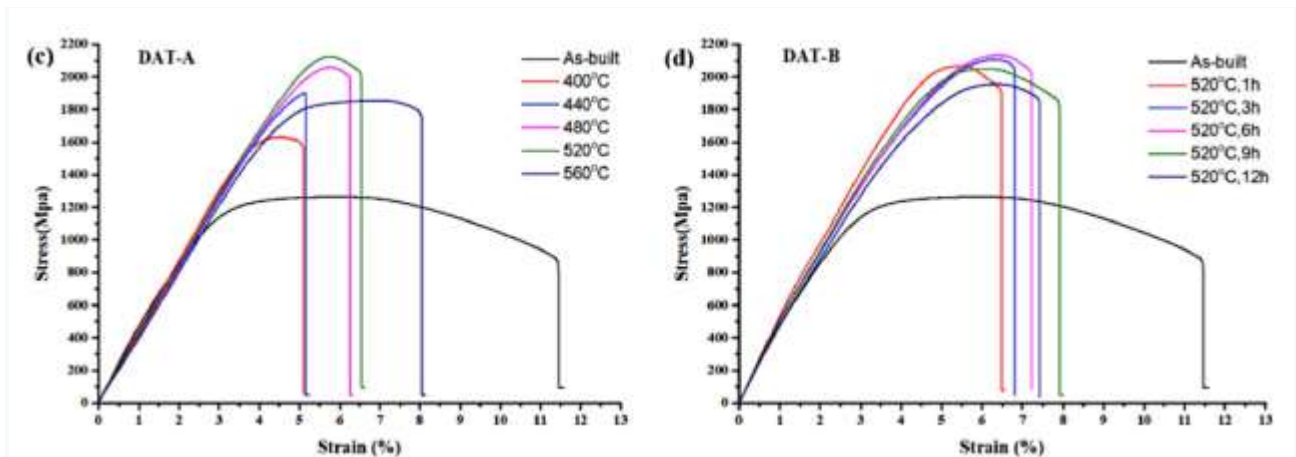 (c)
DAT-A
As-built
400°C
440°C
480°C
520°C
560°C
2200
2000
1800
1600
1400
1200
1000
800
600
400
200
0
Stress(Mpa)
0 1 2 3 4 5 6 7 8 9 10 11 12 13
Strain (%)
(d)
DAT-B
As-built
520°C,1h
520°C,3h
520°C,6h
520°C,9h
520°C,12h
2200
2000
1800
1600
1400
1200
1000
800
600
400
200
0
Stress(Mpa)
0 1 2 3 4 5 6 7 8 9 10 11 12 13
Strain (%)